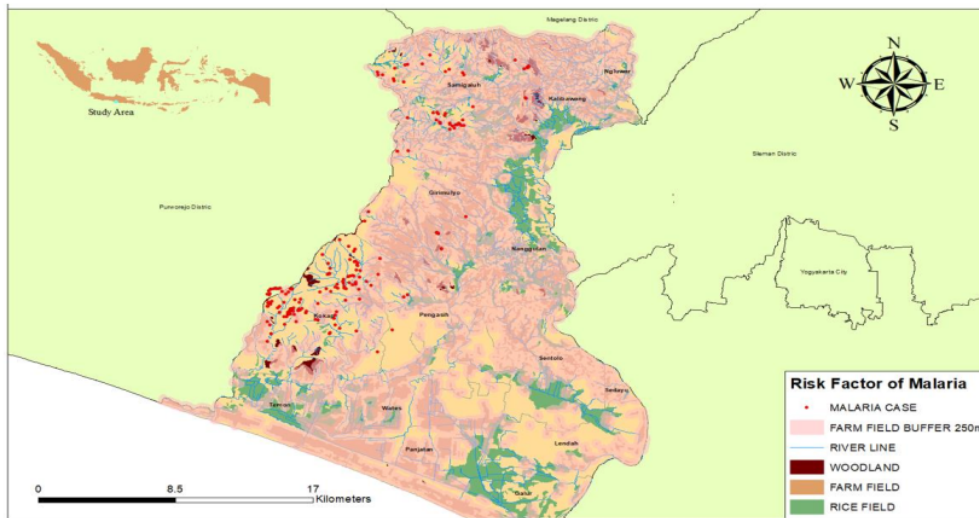 Magelang District
N
W
E
S
Study Area
Samigaluh
Ngluwar
Kalibawang
Sleman District
Purworejo District
Girimulyo
Nanggulan
Yogyakarta City
Kokap
Pengasih
Sentolo
Sedayu
Temon
Wates
Lendah
Panjatan
Galur
Risk Factor of Malaria
MALARIA CASE
FARM FIELD BUFFER 250m
RIVER LINE
WOODLAND
FARM FIELD
RICE FIELD
0
8.5
17
Kilometers